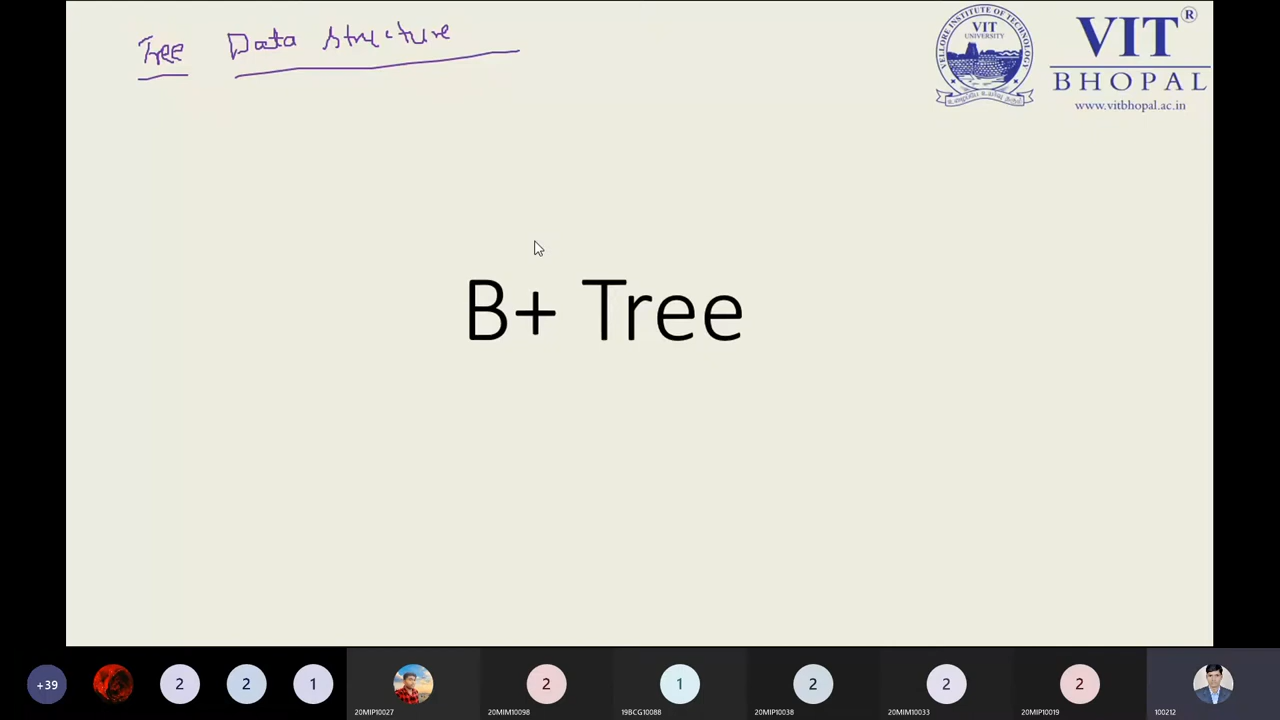 Tree Data structure
VELLORE INSTITUTE OF TECHNOLOGY
VIT
UNIVERSITY
VIT®
BHOPAL
www.vitbhopal.ac.in
B+ Tree
+39
2
2
1
2
1
2
2
2
20MIP10027
20MIM10098
19BCG10088
20MIP10038
20MIM10033
20MIP10019
100212